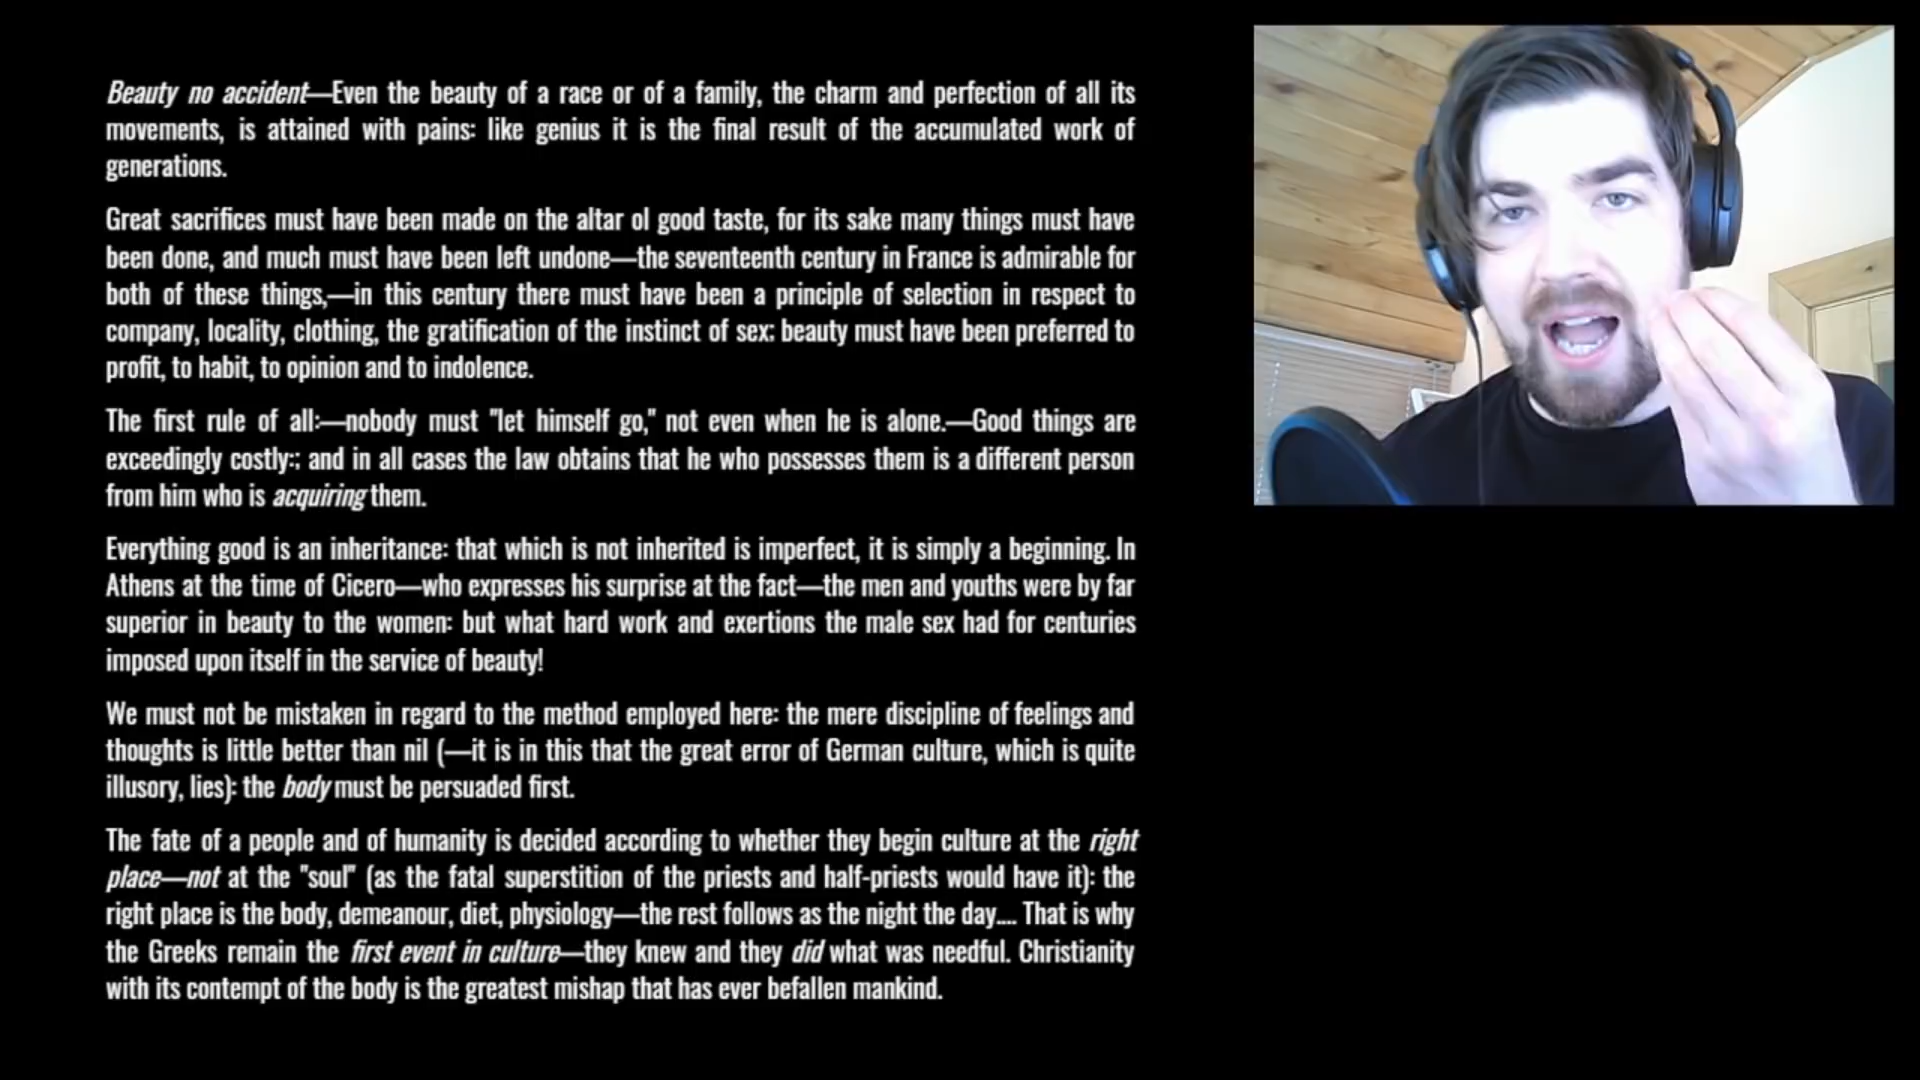 Beauty no accident—Even the beauty of a race or of a family, the charm and perfection of all its
movements, is attained with pains: like genius it is the final result of the accumulated work of
generations.
Great sacrifices must have been made on the altar ol good taste, for its sake many things must have
been done, and much must have been left undone—the seventeenth century in France is admirable for
both of these things,—in this century there must have been a principle of selection in respect to
company, locality, clothing, the gratification of the instinct of sex: beauty must have been preferred to
profit, to habit, to opinion and to indolence.
The first rule of all:—nobody must "let himself go," not even when he is alone.—Good things are
exceedingly costly:; and in all cases the law obtains that he who possesses them is a different person
from him who is acquiring them.
Everything good is an inheritance: that which is not inherited is imperfect, it is simply a beginning. In
Athens at the time of Cicero—who expresses his surprise at the fact—the men and youths were by far
superior in beauty to the women: but what hard work and exertions the male sex had for centuries
imposed upon itself in the service of beauty!
We must not be mistaken in regard to the method employed here: the mere discipline of feelings and
thoughts is little better than nil (—it is in this that the great error of German culture, which is quite
illusory, lies): the body must be persuaded first.
The fate of a people and of humanity is decided according to whether they begin culture at the right
place—not at the "soul" (as the fatal superstition of the priests and half-priests would have it): the
right place is the body, demeanour, diet, physiology—the rest follows as the night the day.... That is why
the Greeks remain the first event in culture—they knew and they did what was needful. Christianity
with its contempt of the body is the greatest mishap that has ever befallen mankind.